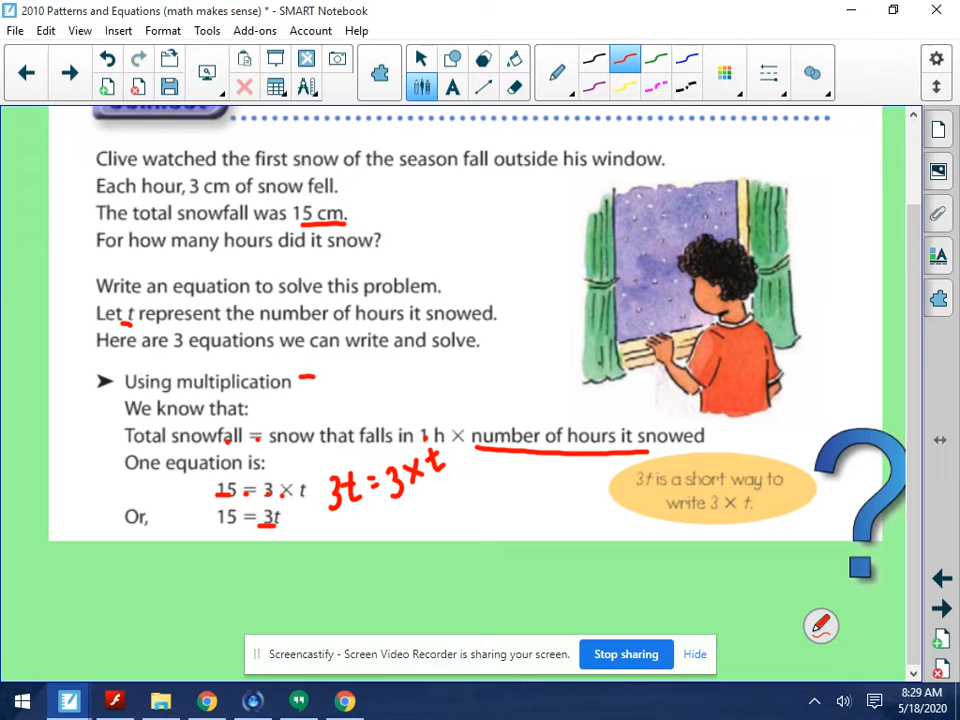 2010 Patterns and Equations (math makes sense) * - SMART Notebook
File Edit View Insert Format Tools Add-ons Account Help
Clive watched the first snow of the season fall outside his window.
Each hour, 3 cm of snow fell.
The total snowfall was 15 cm.
For how many hours did it snow?
Write an equation to solve this problem.
Let t represent the number of hours it snowed.
Here are 3 equations we can write and solve.
➤ Using multiplication
We know that:
Total snowfall = snow that falls in 1 h × number of hours it snowed
One equation is:
15 = 3 × t
3t = 3 × t
Or, 15 = 3t
3t is a short way to
write 3 × t.
?
Screencastify - Screen Video Recorder is sharing your screen. Stop sharing Hide
8:29 AM
5/18/2020